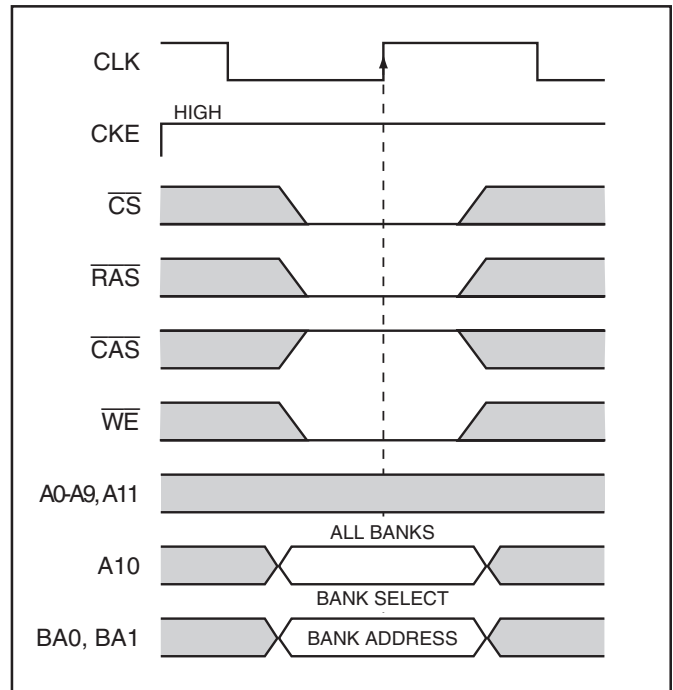 CLK
CKE
HIGH
CS
RAS
CAS
WE
A0-A9, A11
ALL BANKS
A10
BANK SELECT
BA0, BA1
BANK ADDRESS